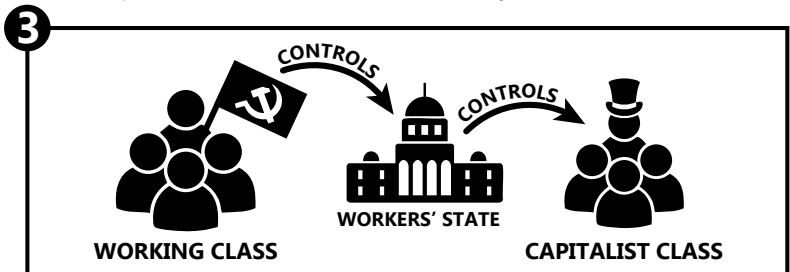 3
CONTROLS
CONTROLS
WORKERS' STATE
WORKING CLASS
CAPITALIST CLASS